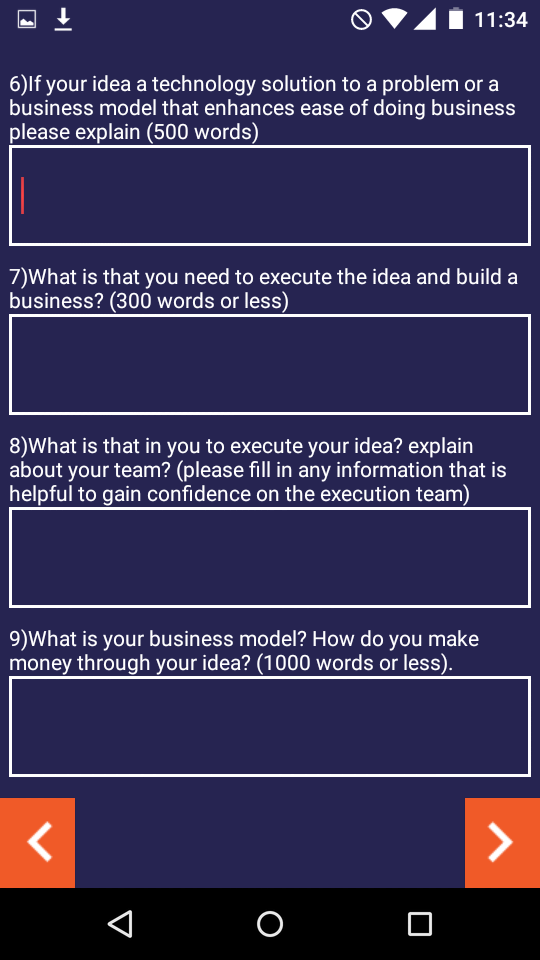 11:34
6)If your idea a technology solution to a problem or a
business model that enhances ease of doing business
please explain (500 words)
7)What is that you need to execute the idea and build a
business? (300 words or less)
8)What is that in you to execute your idea? explain
about your team? (please fill in any information that is
helpful to gain confidence on the execution team)
9)What is your business model? How do you make
money through your idea? (1000 words or less).